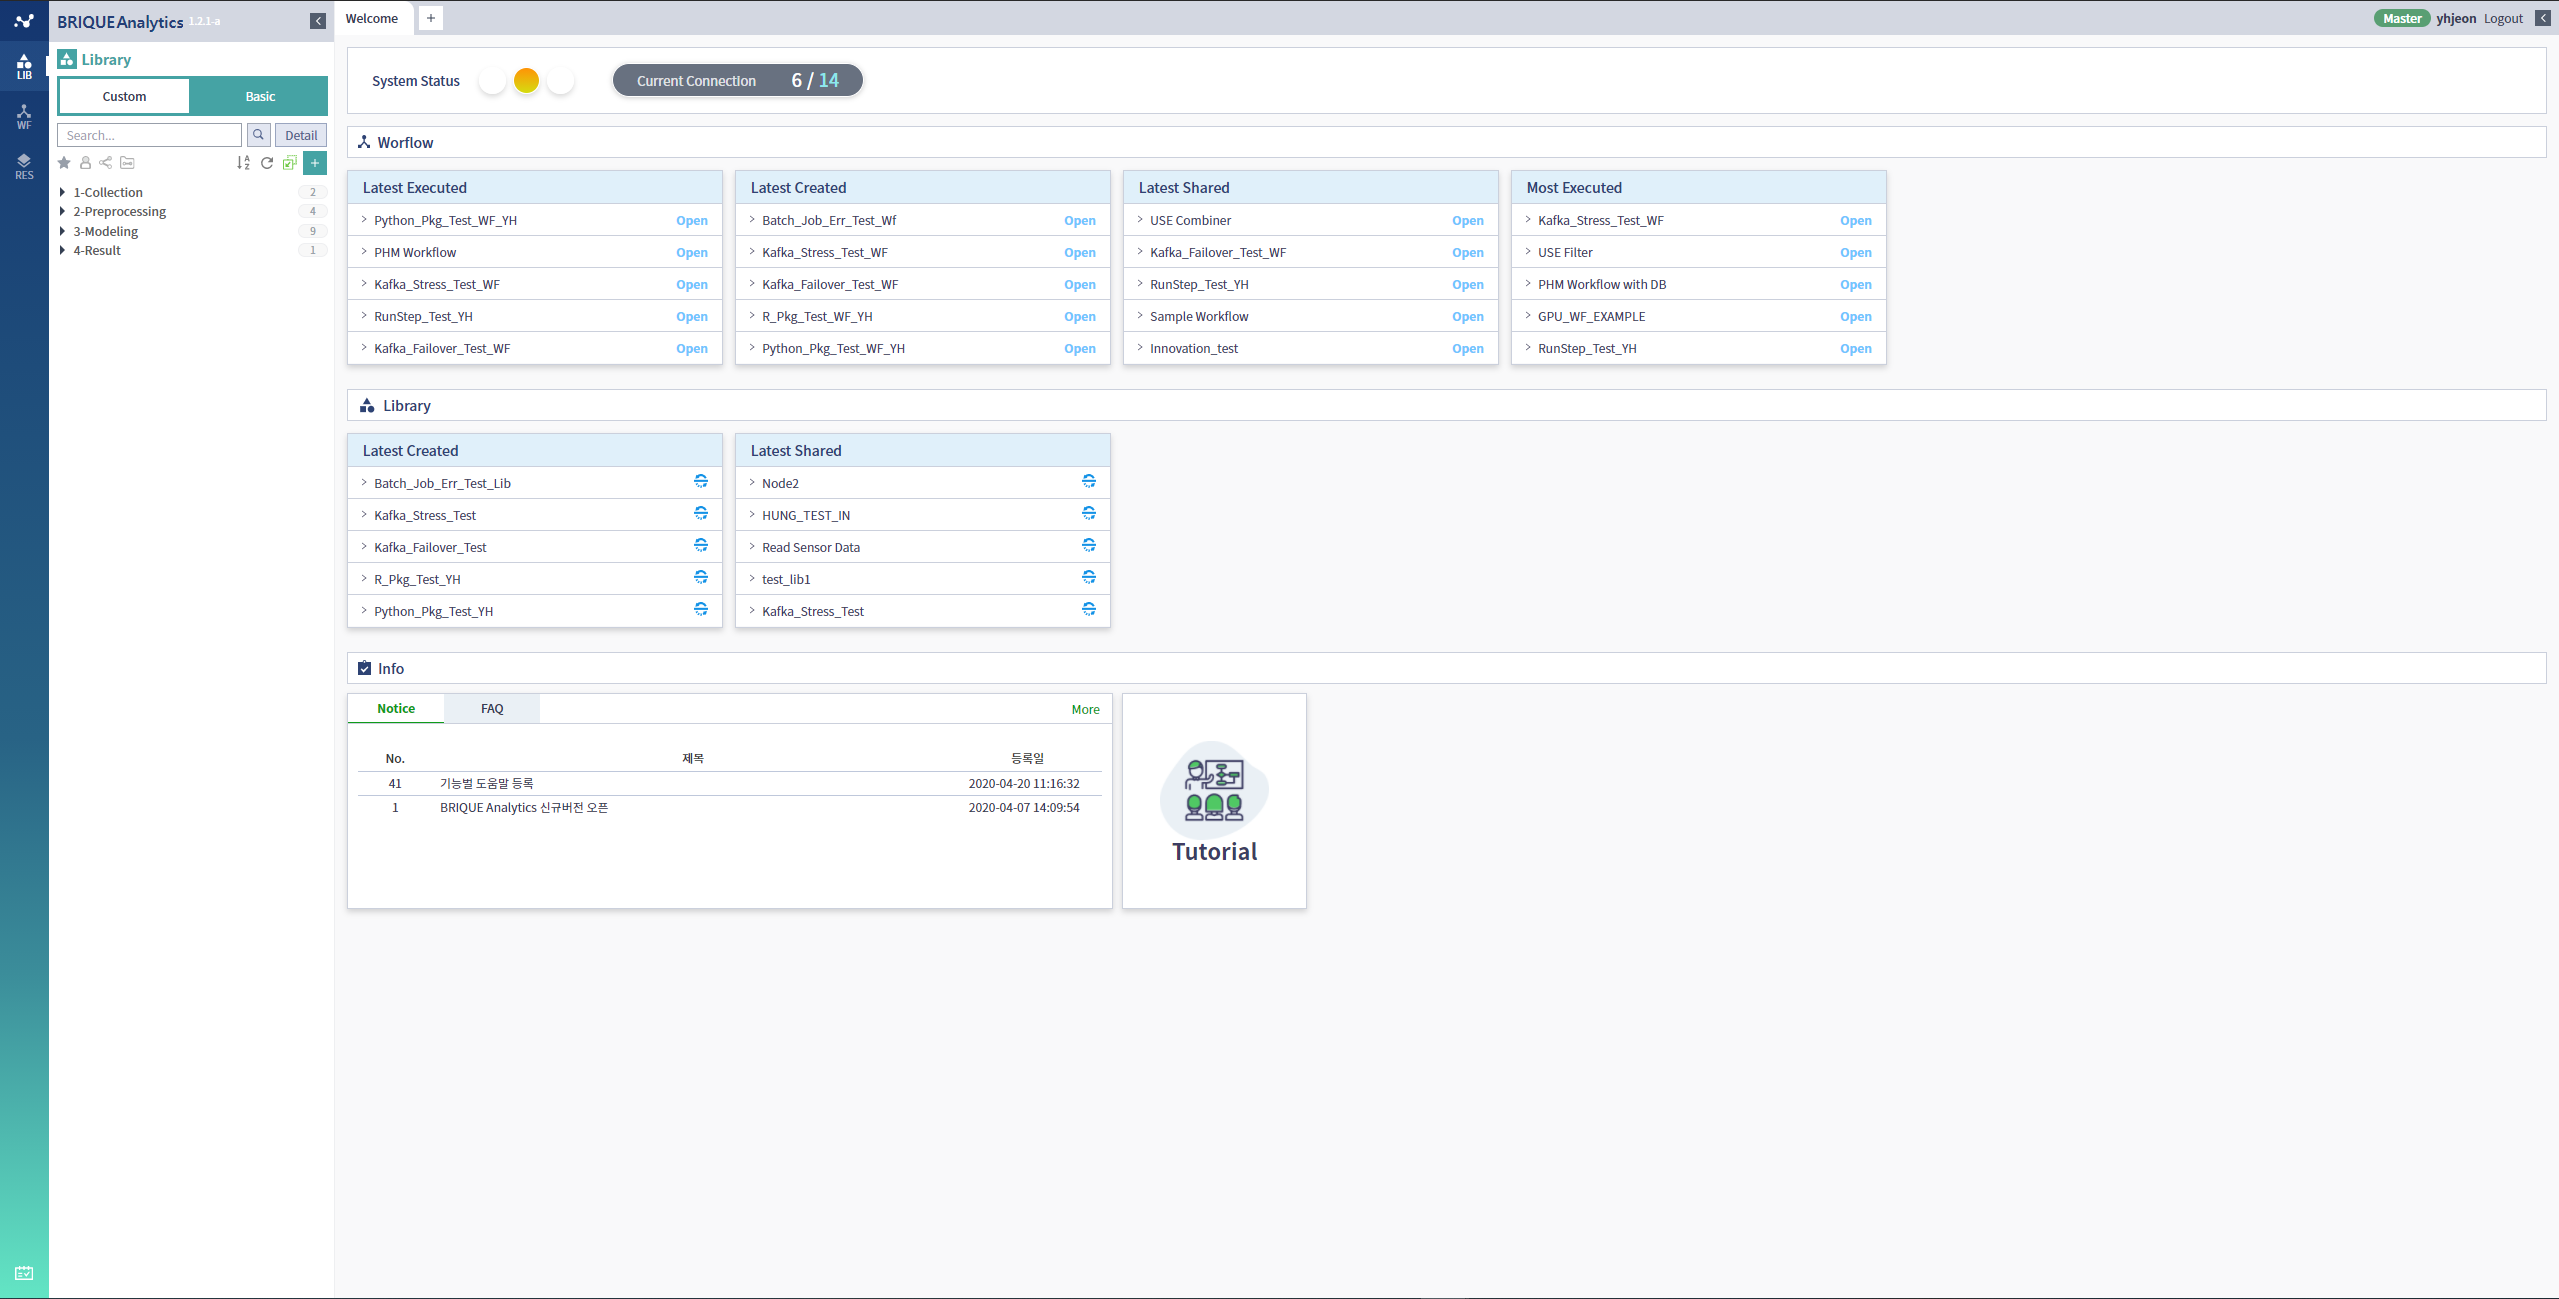 BRIQUE Analytics 1.2.1-a
Welcome
Master yhjeon Logout
LIB
WF
RES
Library
Custom Basic
Search... Detail
1-Collection 2
2-Preprocessing 4
3-Modeling 9
4-Result 1
System Status Current Connection 6 / 14
Worflow
Latest Executed
Python_Pkg_Test_WF_YH Open
PHM Workflow Open
Kafka_Stress_Test_WF Open
RunStep_Test_YH Open
Kafka_Failover_Test_WF Open
Latest Created
Batch_Job_Err_Test_Wf Open
Kafka_Stress_Test_WF Open
Kafka_Failover_Test_WF Open
R_Pkg_Test_WF_YH Open
Python_Pkg_Test_WF_YH Open
Latest Shared
USE Combiner Open
Kafka_Failover_Test_WF Open
RunStep_Test_YH Open
Sample Workflow Open
Innovation_test Open
Most Executed
Kafka_Stress_Test_WF Open
USE Filter Open
PHM Workflow with DB Open
GPU_WF_EXAMPLE Open
RunStep_Test_YH Open
Library
Latest Created
Batch_Job_Err_Test_Lib
Kafka_Stress_Test
Kafka_Failover_Test
R_Pkg_Test_YH
Python_Pkg_Test_YH
Latest Shared
Node2
HUNG_TEST_IN
Read Sensor Data
test_lib1
Kafka_Stress_Test
Info
Notice FAQ More
No. 제목 등록일
41 기능벌 도움말 등록 2020-04-20 11:16:32
1 BRIQUE Analytics 신규버전 오픈 2020-04-07 14:09:54
Tutorial